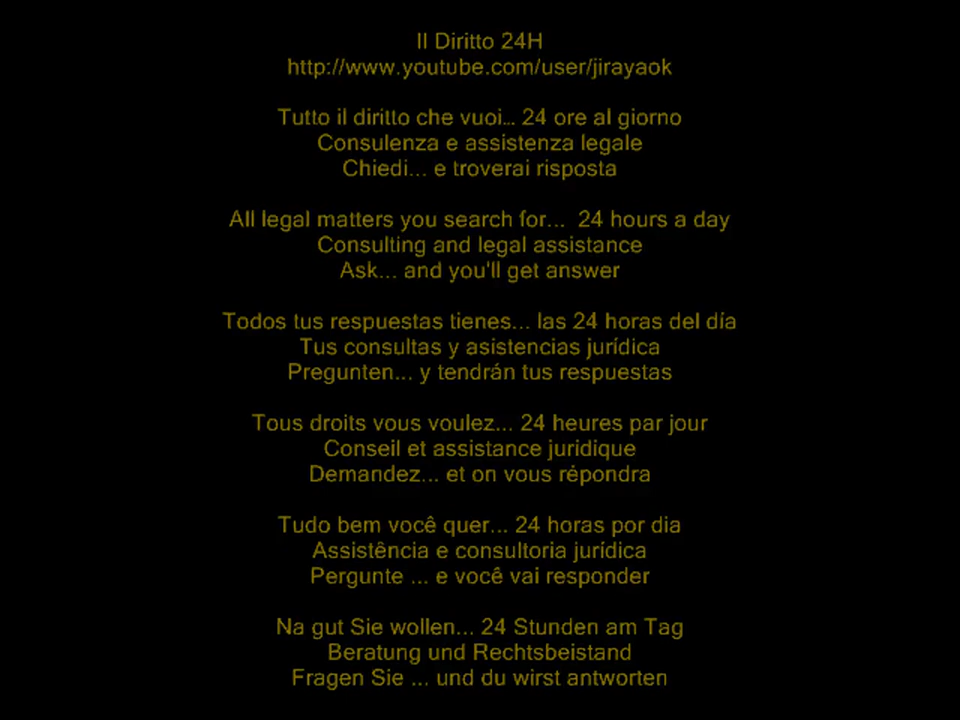 Il Diritto 24H
http://www.youtube.com/user/jirayaok
Tutto il diritto che vuoi... 24 ore al giorno
Consulenza e assistenza legale
Chiedi... e troverai risposta
All legal matters you search for...  24 hours a day
Consulting and legal assistance
Ask... and you'll get answer
Todos tus respuestas tienes... las 24 horas del día
Tus consultas y asistencias jurídica
Pregunten... y tendrán tus respuestas
Tous droits vous voulez... 24 heures par jour
Conseil et assistance juridique
Demandez... et on vous répondra
Tudo bem você quer... 24 horas por dia
Assistência e consultoria jurídica
Pergunte ... e você vai responder
Na gut Sie wollen... 24 Stunden am Tag
Beratung und Rechtsbeistand
Fragen Sie ... und du wirst antworten